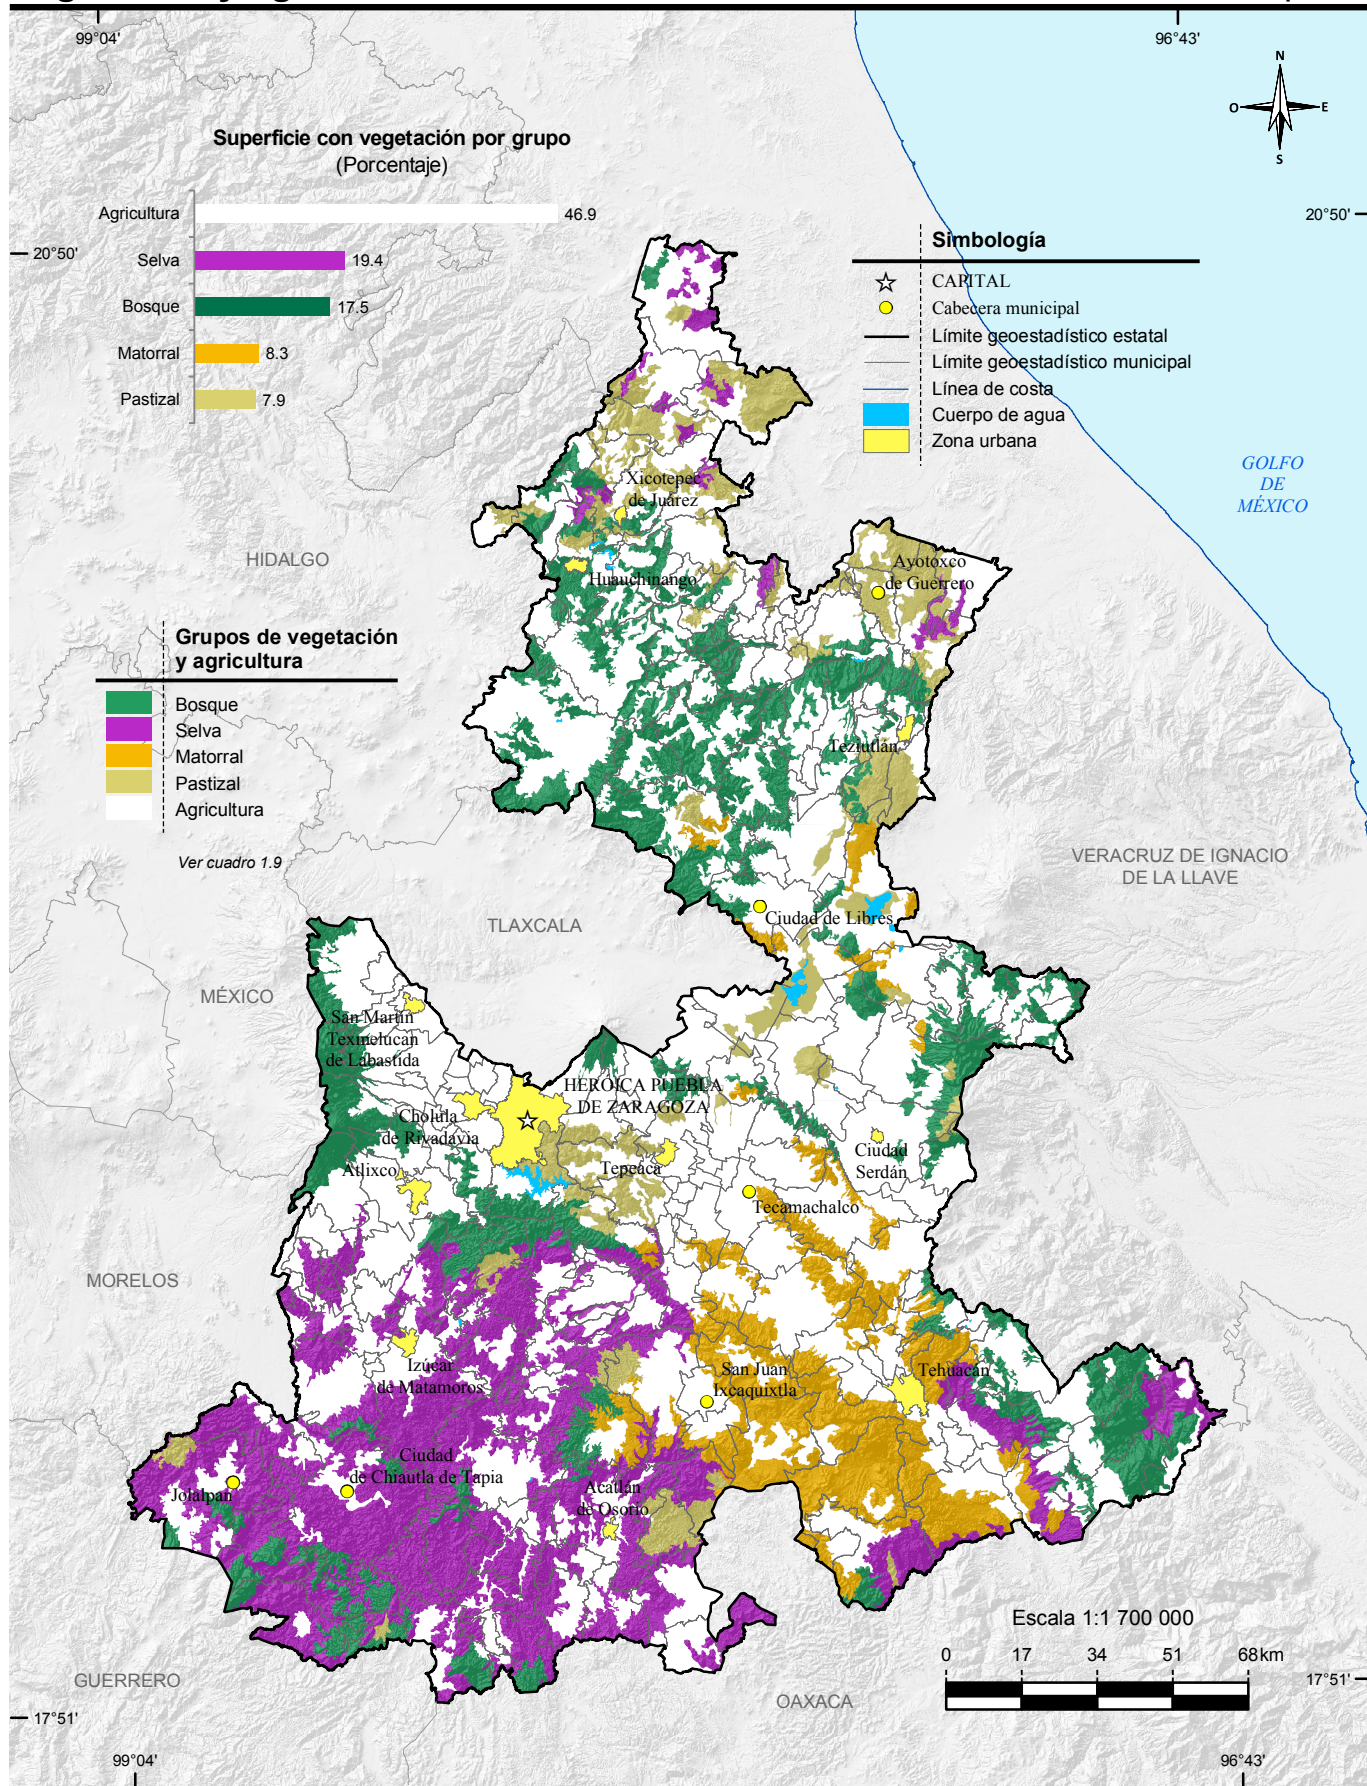 99°04'
96°43'
N
O
E
S
Superficie con vegetación por grupo
(Porcentaje)
Agricultura 46.9
Selva 19.4
Bosque 17.5
Matorral 8.3
Pastizal 7.9
20°50'
20°50'
Simbología
CAPITAL
Cabecera municipal
Límite geoestadístico estatal
Límite geoestadístico municipal
Línea de costa
Cuerpo de agua
Zona urbana
GOLFO
DE
MÉXICO
Xicotepec
de Juárez
HIDALGO
Huauchinango
Ayotoxco
de Guerrero
Grupos de vegetación
y agricultura
Bosque
Selva
Matorral
Pastizal
Agricultura
Ver cuadro 1.9
Teziutlán
VERACRUZ DE IGNACIO
DE LA LLAVE
TLAXCALA
Ciudad de Libres
MÉXICO
San Martín
Texmelucan
de Labastida
HEROICA PUEBLA
DE ZARAGOZA
Cholula
de Rivadavia
Atlixco
Tepeaca
Ciudad
Serdán
Tecamachalco
MORELOS
Izúcar
de Matamoros
San Juan
Ixcaquixtla
Tehuacán
Ciudad
de Chiautla de Tapia
Jolalpan
Acatlán
de Osorio
GUERRERO
OAXACA
Escala 1:1 700 000
0 17 34 51 68km
17°51'
17°51'
99°04'
96°43'